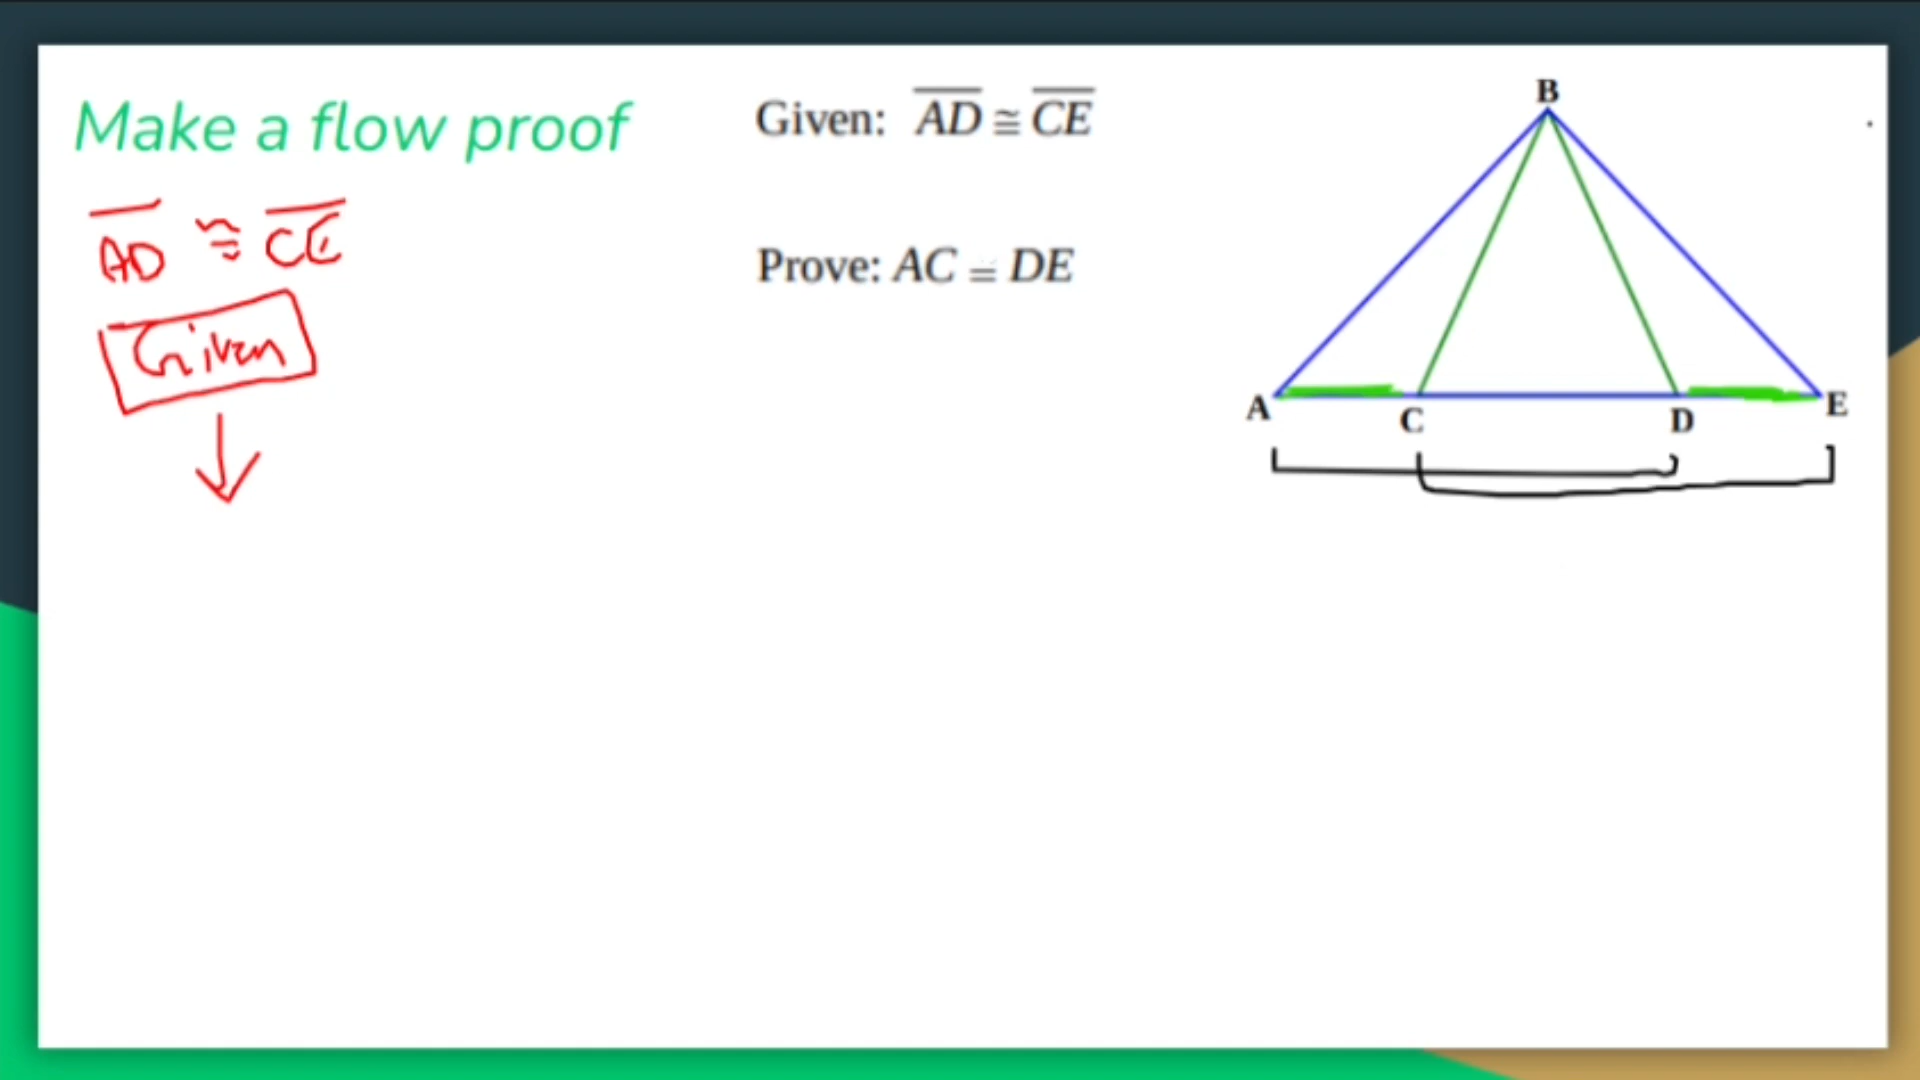 Make a flow proof
Given: AD ≅ CE
Prove: AC = DE
AD ≅ CE
Given
B
A
C
D
E